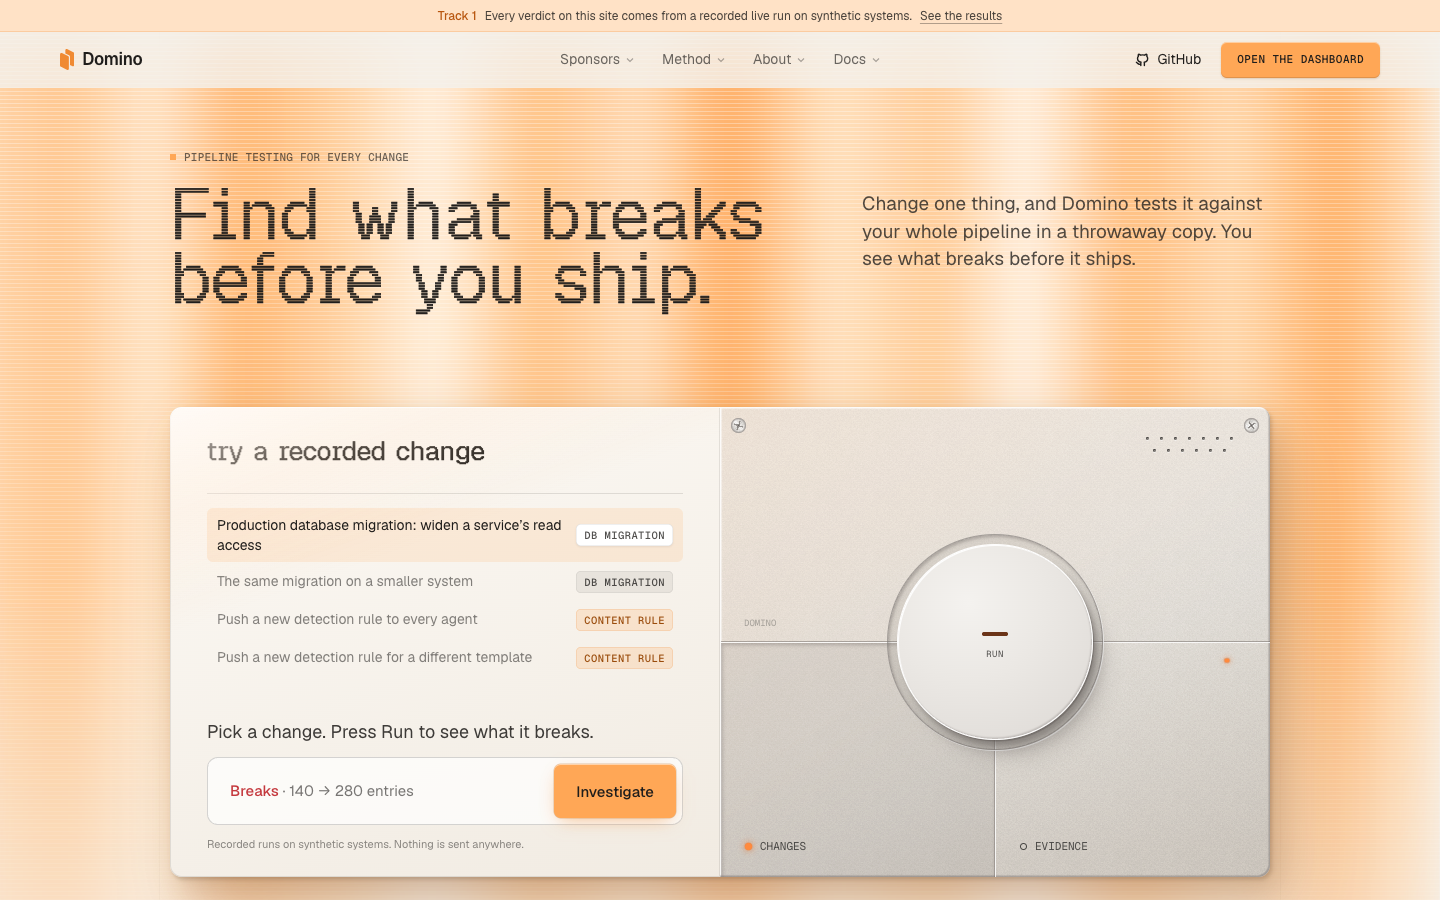 Track 1 Every verdict on this site comes from a recorded live run on synthetic systems. See the results
Domino
Sponsors Method About Docs
GitHub
OPEN THE DASHBOARD
PIPELINE TESTING FOR EVERY CHANGE
Find what breaks
before you ship.
Change one thing, and Domino tests it against
your whole pipeline in a throwaway copy. You
see what breaks before it ships.
try a recorded change
Production database migration: widen a service’s read
access
DB MIGRATION
The same migration on a smaller system
DB MIGRATION
Push a new detection rule to every agent
CONTENT RULE
Push a new detection rule for a different template
CONTENT RULE
Pick a change. Press Run to see what it breaks.
Breaks · 140 → 280 entries
Investigate
Recorded runs on synthetic systems. Nothing is sent anywhere.
DOMINO
RUN
CHANGES
EVIDENCE